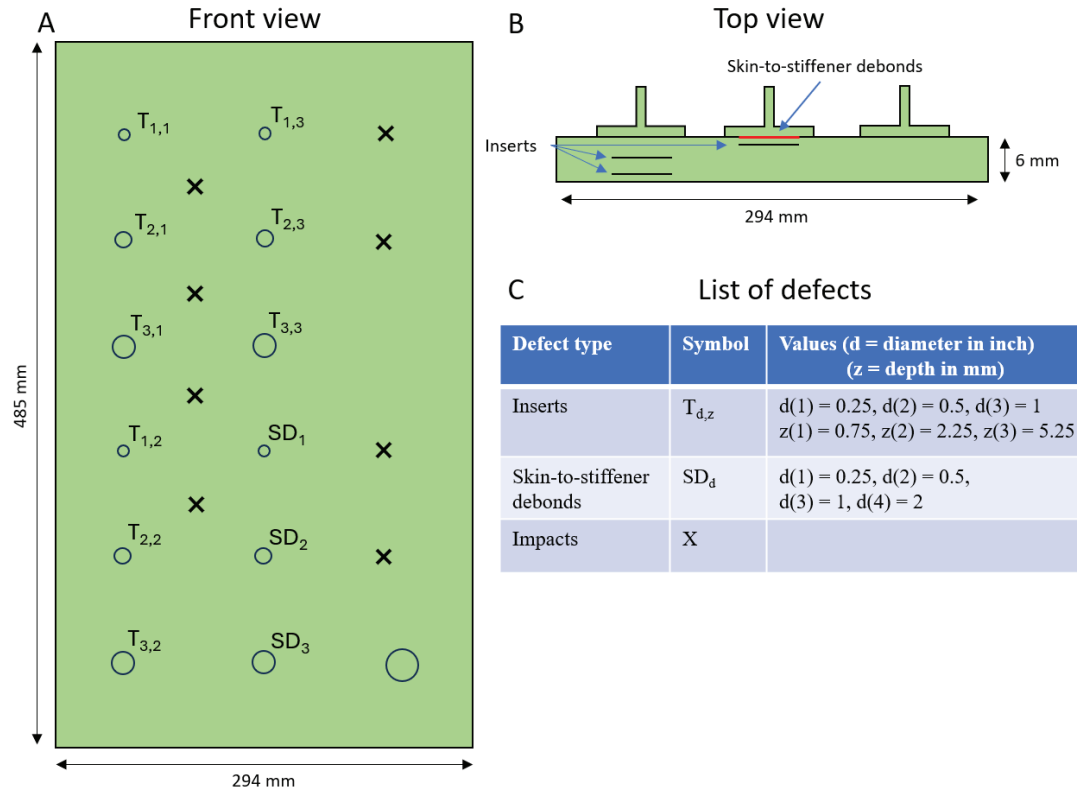 A
Front view
T1,1
T1,3
T2,1
T2,3
T3,1
T3,3
T1,2
SD1
T2,2
SD2
T3,2
SD3
485 mm
294 mm
B
Top view
Skin-to-stiffener debonds
Inserts
6 mm
294 mm
C
List of defects
Defect type
Symbol
Values (d = diameter in inch)
(z = depth in mm)
Inserts
Td,z
d(1) = 0.25, d(2) = 0.5, d(3) = 1
z(1) = 0.75, z(2) = 2.25, z(3) = 5.25
Skin-to-stiffener
debonds
SDd
d(1) = 0.25, d(2) = 0.5,
d(3) = 1, d(4) = 2
Impacts
X